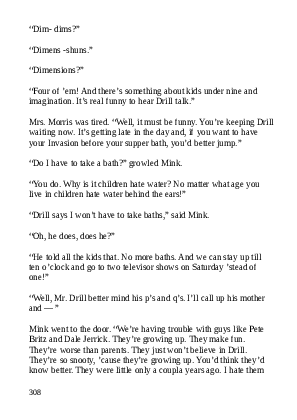 “Dim- dims?”
“Dimens -shuns.”
“Dimensions?”
“Four of ’em! And there’s something about kids under nine and
imagination. It’s real funny to hear Drill talk.”
Mrs. Morris was tired. “Well, it must be funny. You’re keeping Drill
waiting now. It’s getting late in the day and, if you want to have
your Invasion before your supper bath, you’d better jump.”
“Do I have to take a bath?” growled Mink.
“You do. Why is it children hate water? No matter what age you
live in children hate water behind the ears!”
“Drill says I won’t have to take baths,” said Mink.
“Oh, he does, does he?”
“He told all the kids that. No more baths. And we can stay up till
ten o’clock and go to two televisor shows on Saturday ’stead of
one!”
“Well, Mr. Drill better mind his p’s and q’s. I’ll call up his mother
and — ”
Mink went to the door. “We’re having trouble with guys like Pete
Britz and Dale Jerrick. They’re growing up. They make fun.
They’re worse than parents. They just won’t believe in Drill.
They’re so snooty, ’cause they’re growing up. You’d think they’d
know better. They were little only a coupla years ago. I hate them
308